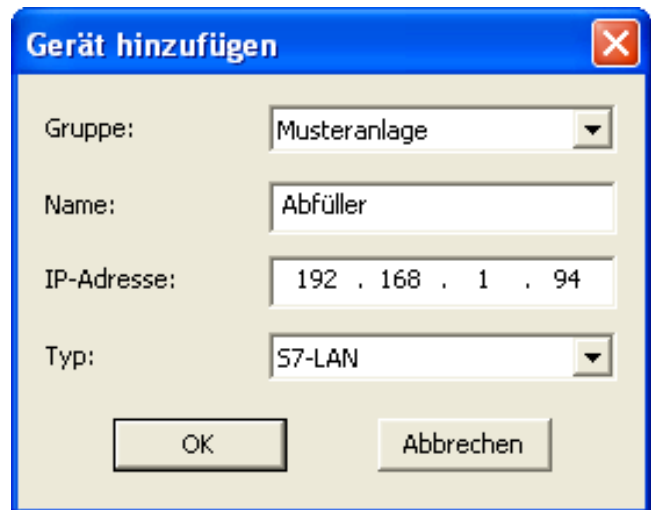 Gerät hinzufügen
Gruppe: Musteranlage
Name: Abfüller
IP-Adresse: 192 . 168 . 1 . 94
Typ: S7-LAN
OK Abbrechen